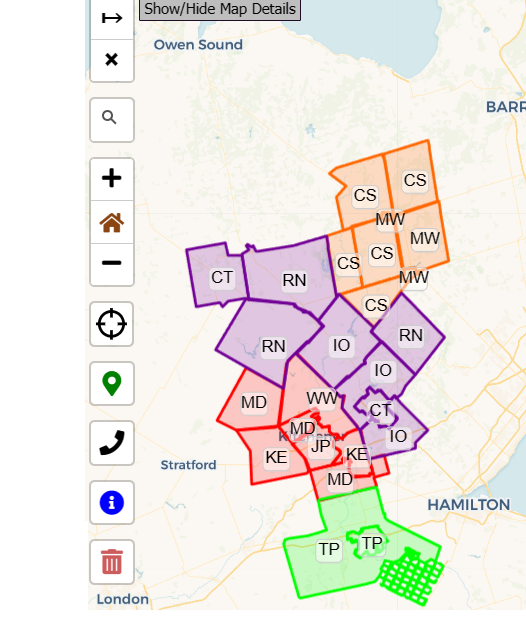 Show/Hide Map Details
Owen Sound
BARR
CS
CS
MW
MW
CS
CS
MW
CT
RN
CS
RN
IO
RN
IO
WW
MD
CT
MD
IO
JP
KE
KE
Stratford
MD
HAMILTON
TP
TP
London